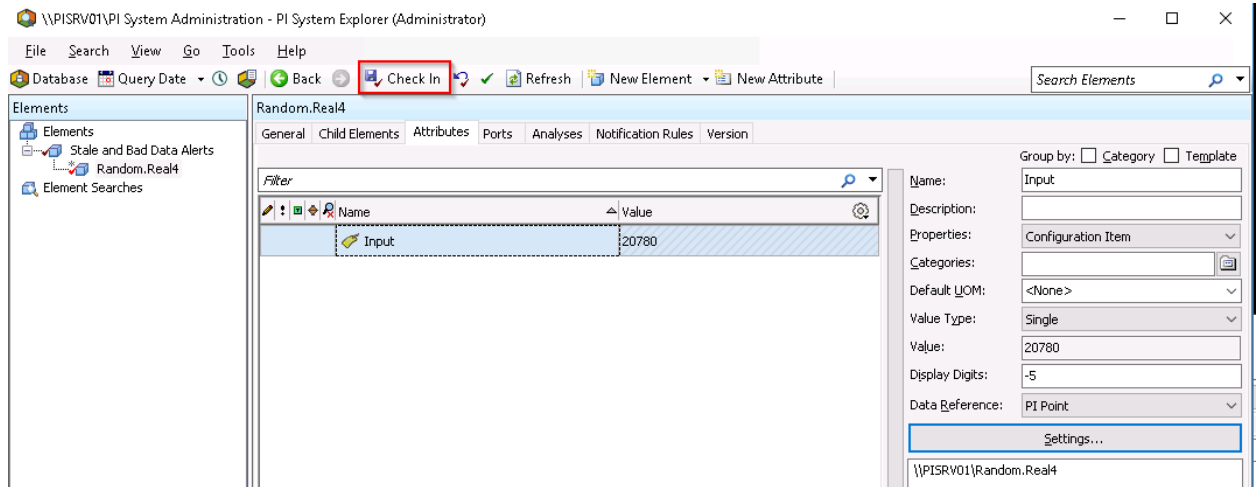 \\PISRV01\PI System Administration - PI System Explorer (Administrator)
File Search View Go Tools Help
Database Query Date Back Check In Refresh New Element New Attribute Search Elements
Elements
Elements
Stale and Bad Data Alerts
Random.Real4
Element Searches
Random.Real4
General Child Elements Attributes Ports Analyses Notification Rules Version
Group by: Category Template
Filter
Name Value
Input 20780
Name: Input
Description:
Properties: Configuration Item
Categories:
Default UOM: <None>
Value Type: Single
Value: 20780
Display Digits: -5
Data Reference: PI Point
Settings...
\\PISRV01\Random.Real4